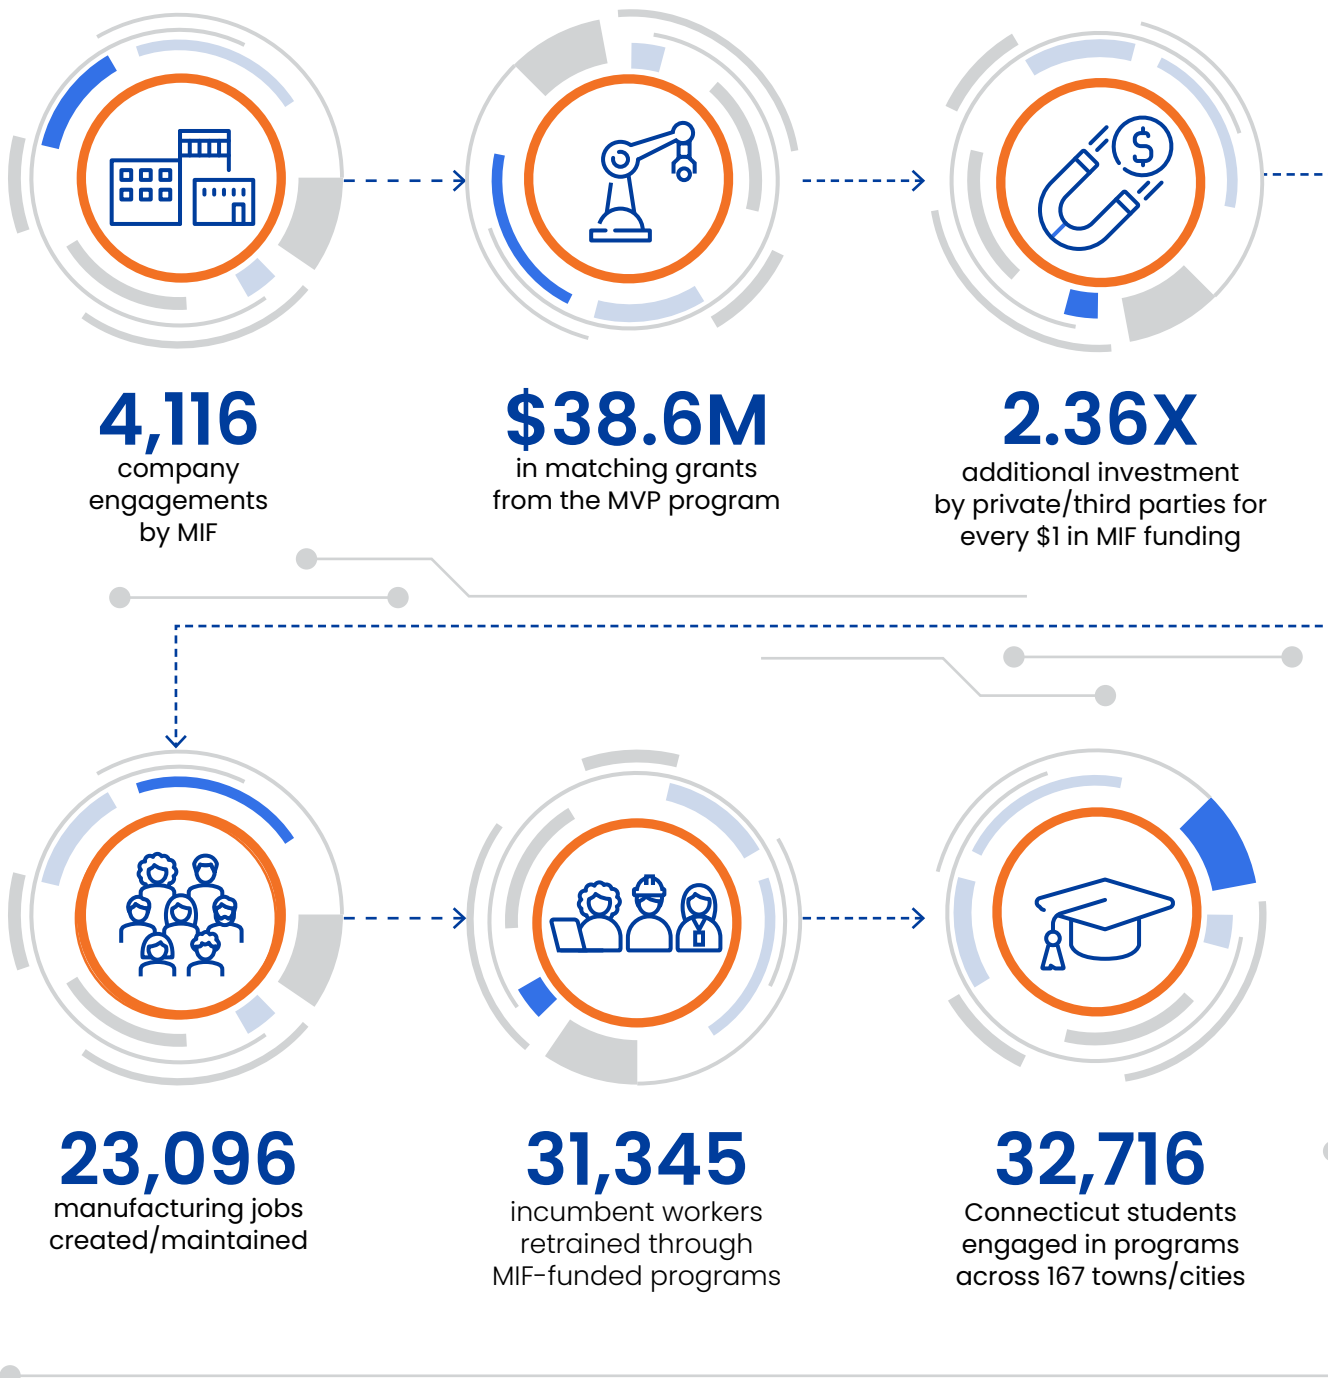 4,116
company
engagements
by MIF
$38.6M
in matching grants
from the MVP program
2.36X
additional investment
by private/third parties for
every $1 in MIF funding
23,096
manufacturing jobs
created/maintained
31,345
incumbent workers
retrained through
MIF-funded programs
32,716
Connecticut students
engaged in programs
across 167 towns/cities